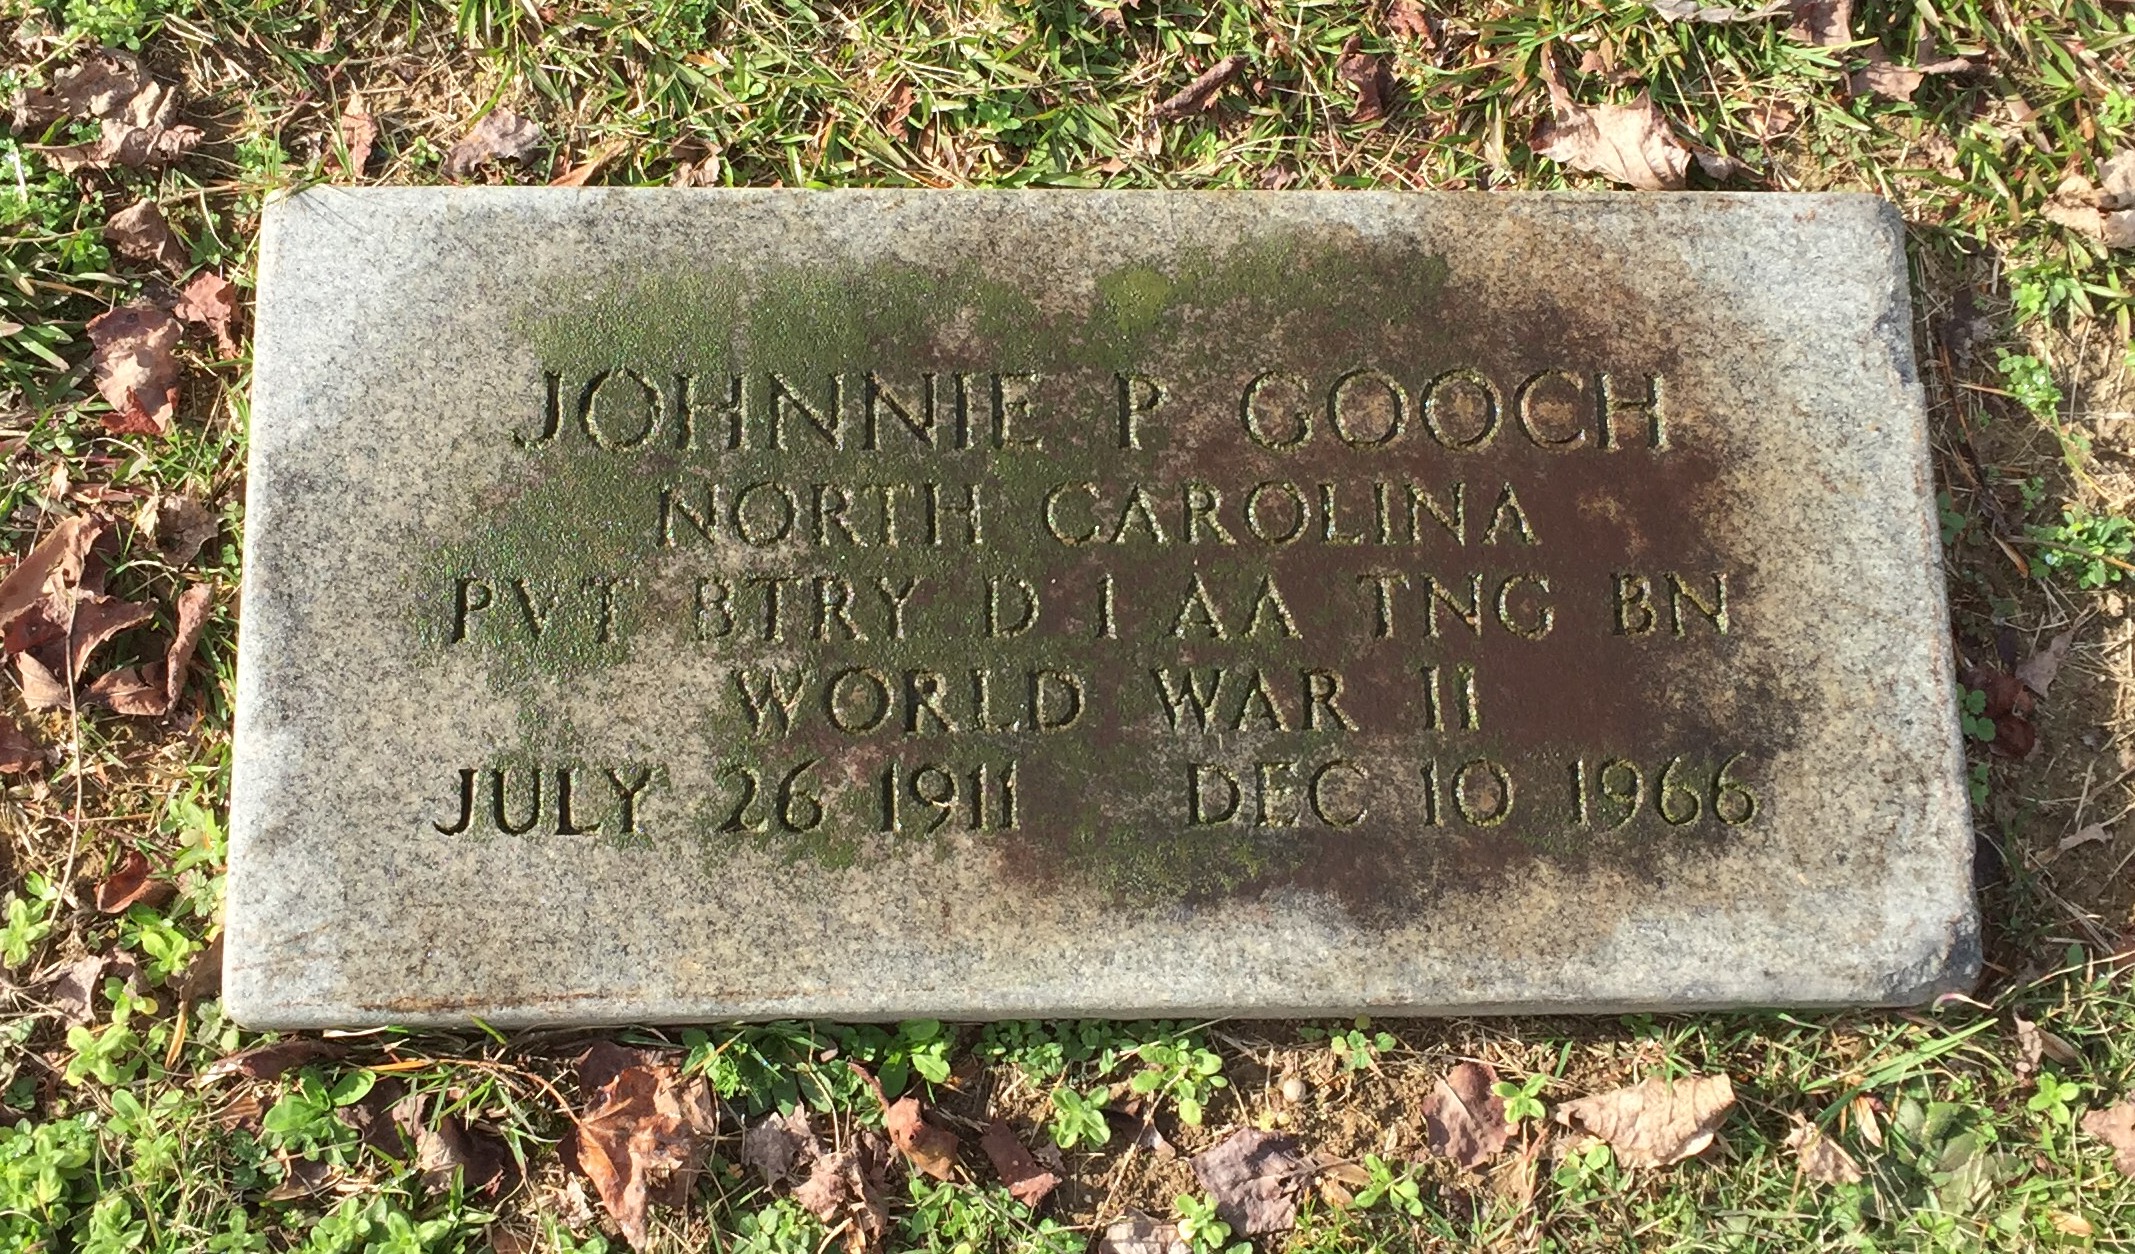 JOHNNIE P GOOCH
NORTH CAROLINA
PVT BTRY D 1 AA TNG BN
WORLD WAR II
JULY 26 1911 DEC 10 1966